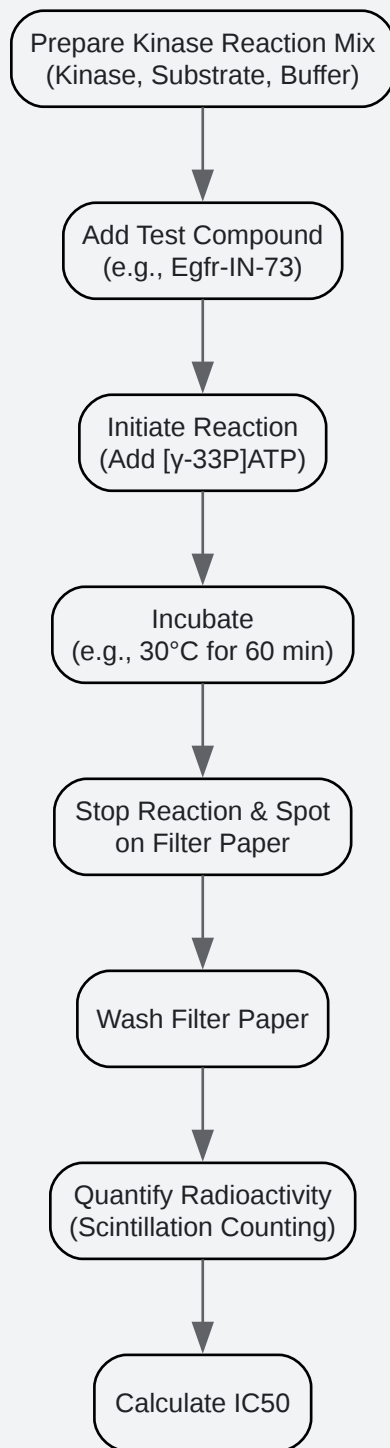 Prepare Kinase Reaction Mix
(Kinase, Substrate, Buffer)
Add Test Compound
(e.g., Egfr-IN-73)
Initiate Reaction
(Add [γ-33P]ATP)
Incubate
(e.g., 30°C for 60 min)
Stop Reaction & Spot
on Filter Paper
Wash Filter Paper
Quantify Radioactivity
(Scintillation Counting)
Calculate IC50